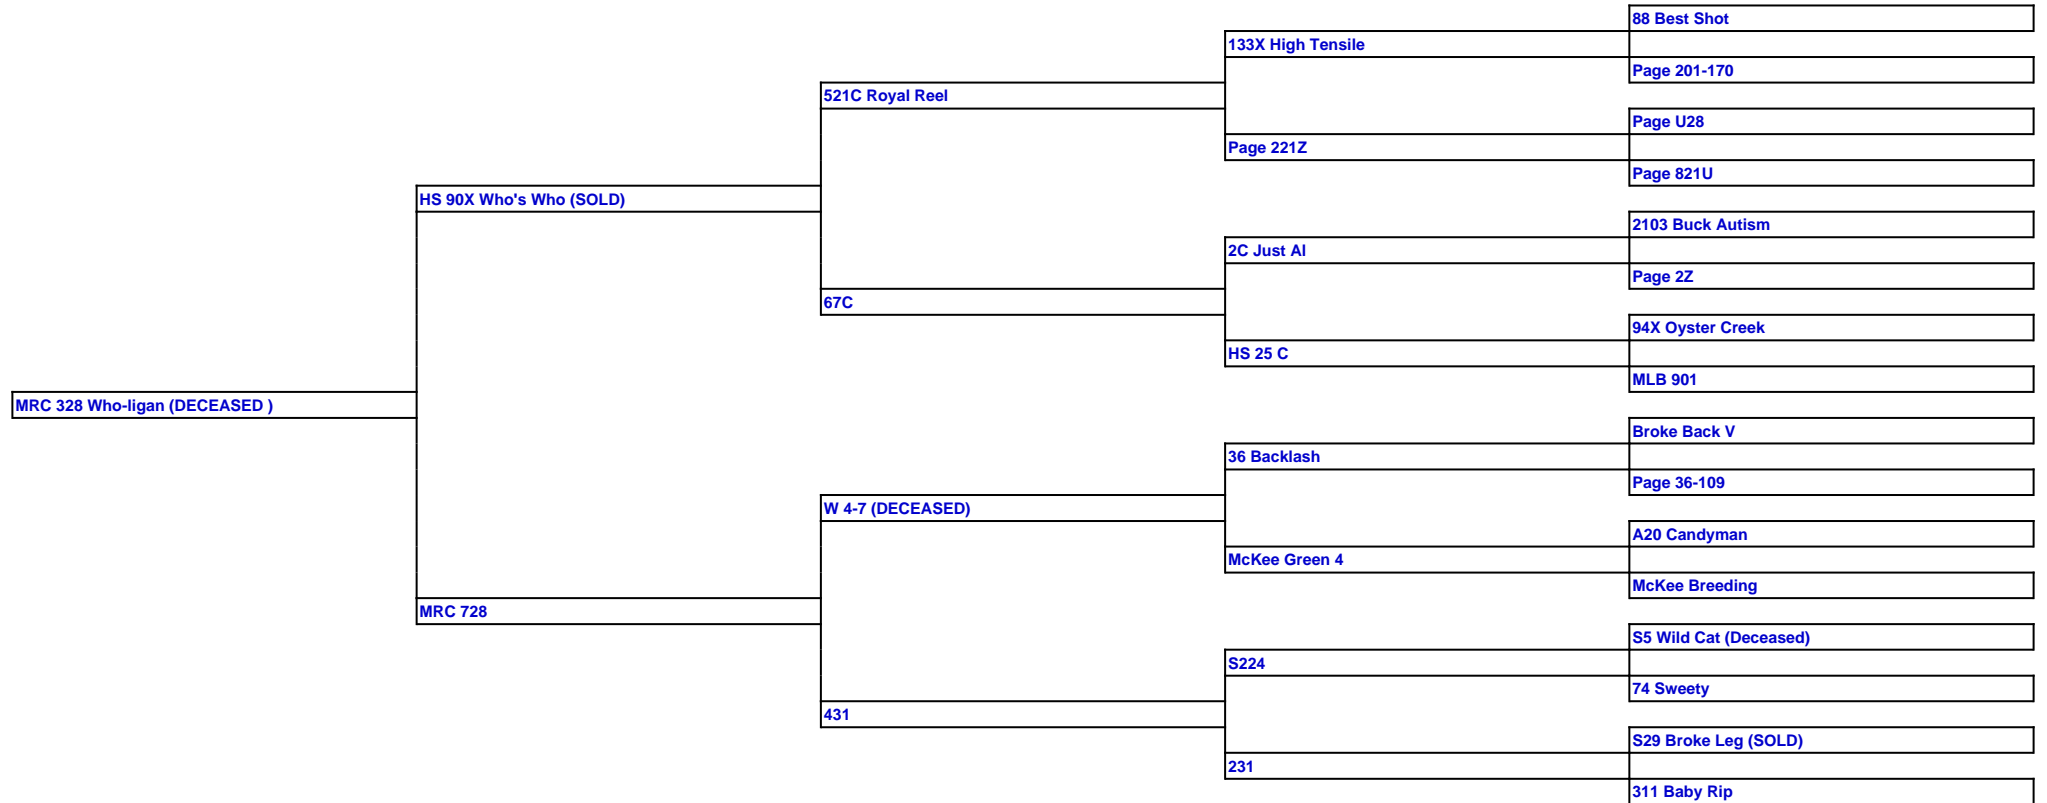 88 Best Shot
133X High Tensile
Page 201-170
521C Royal Reel
Page U28
Page 221Z
Page 821U
HS 90X Who's Who (SOLD)
2103 Buck Autism
2C Just AI
Page 2Z
67C
94X Oyster Creek
HS 25 C
MLB 901
MRC 328 Who-ligan (DECEASED )
Broke Back V
36 Backlash
Page 36-109
W 4-7 (DECEASED)
A20 Candyman
McKee Green 4
McKee Breeding
MRC 728
S5 Wild Cat (Deceased)
S224
74 Sweety
431
S29 Broke Leg (SOLD)
231
311 Baby Rip